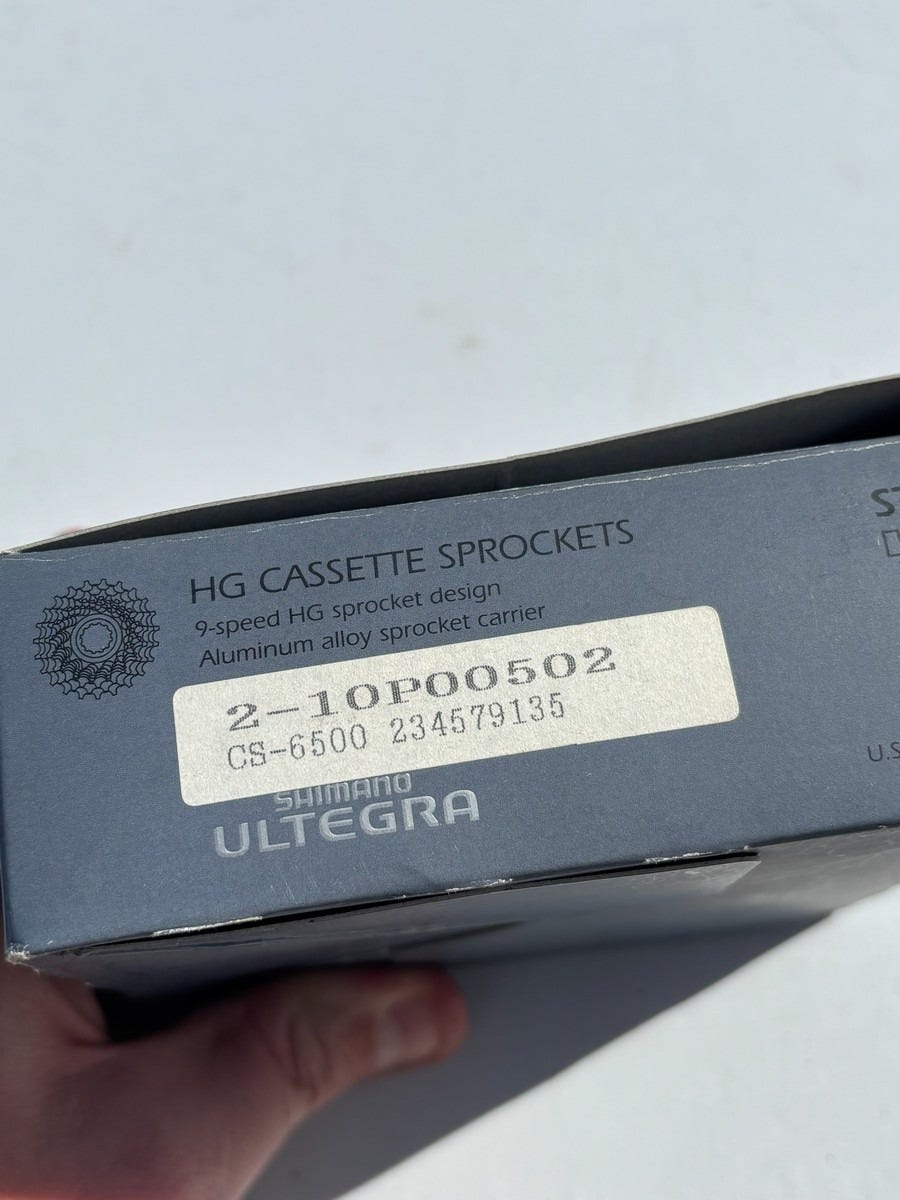 HG CASSETTE SPROCKETS
9-speed HG sprocket design
Aluminum alloy sprocket carrier
2-10P00502
CS-6500 234579135
SHIMANO
ULTEGRA